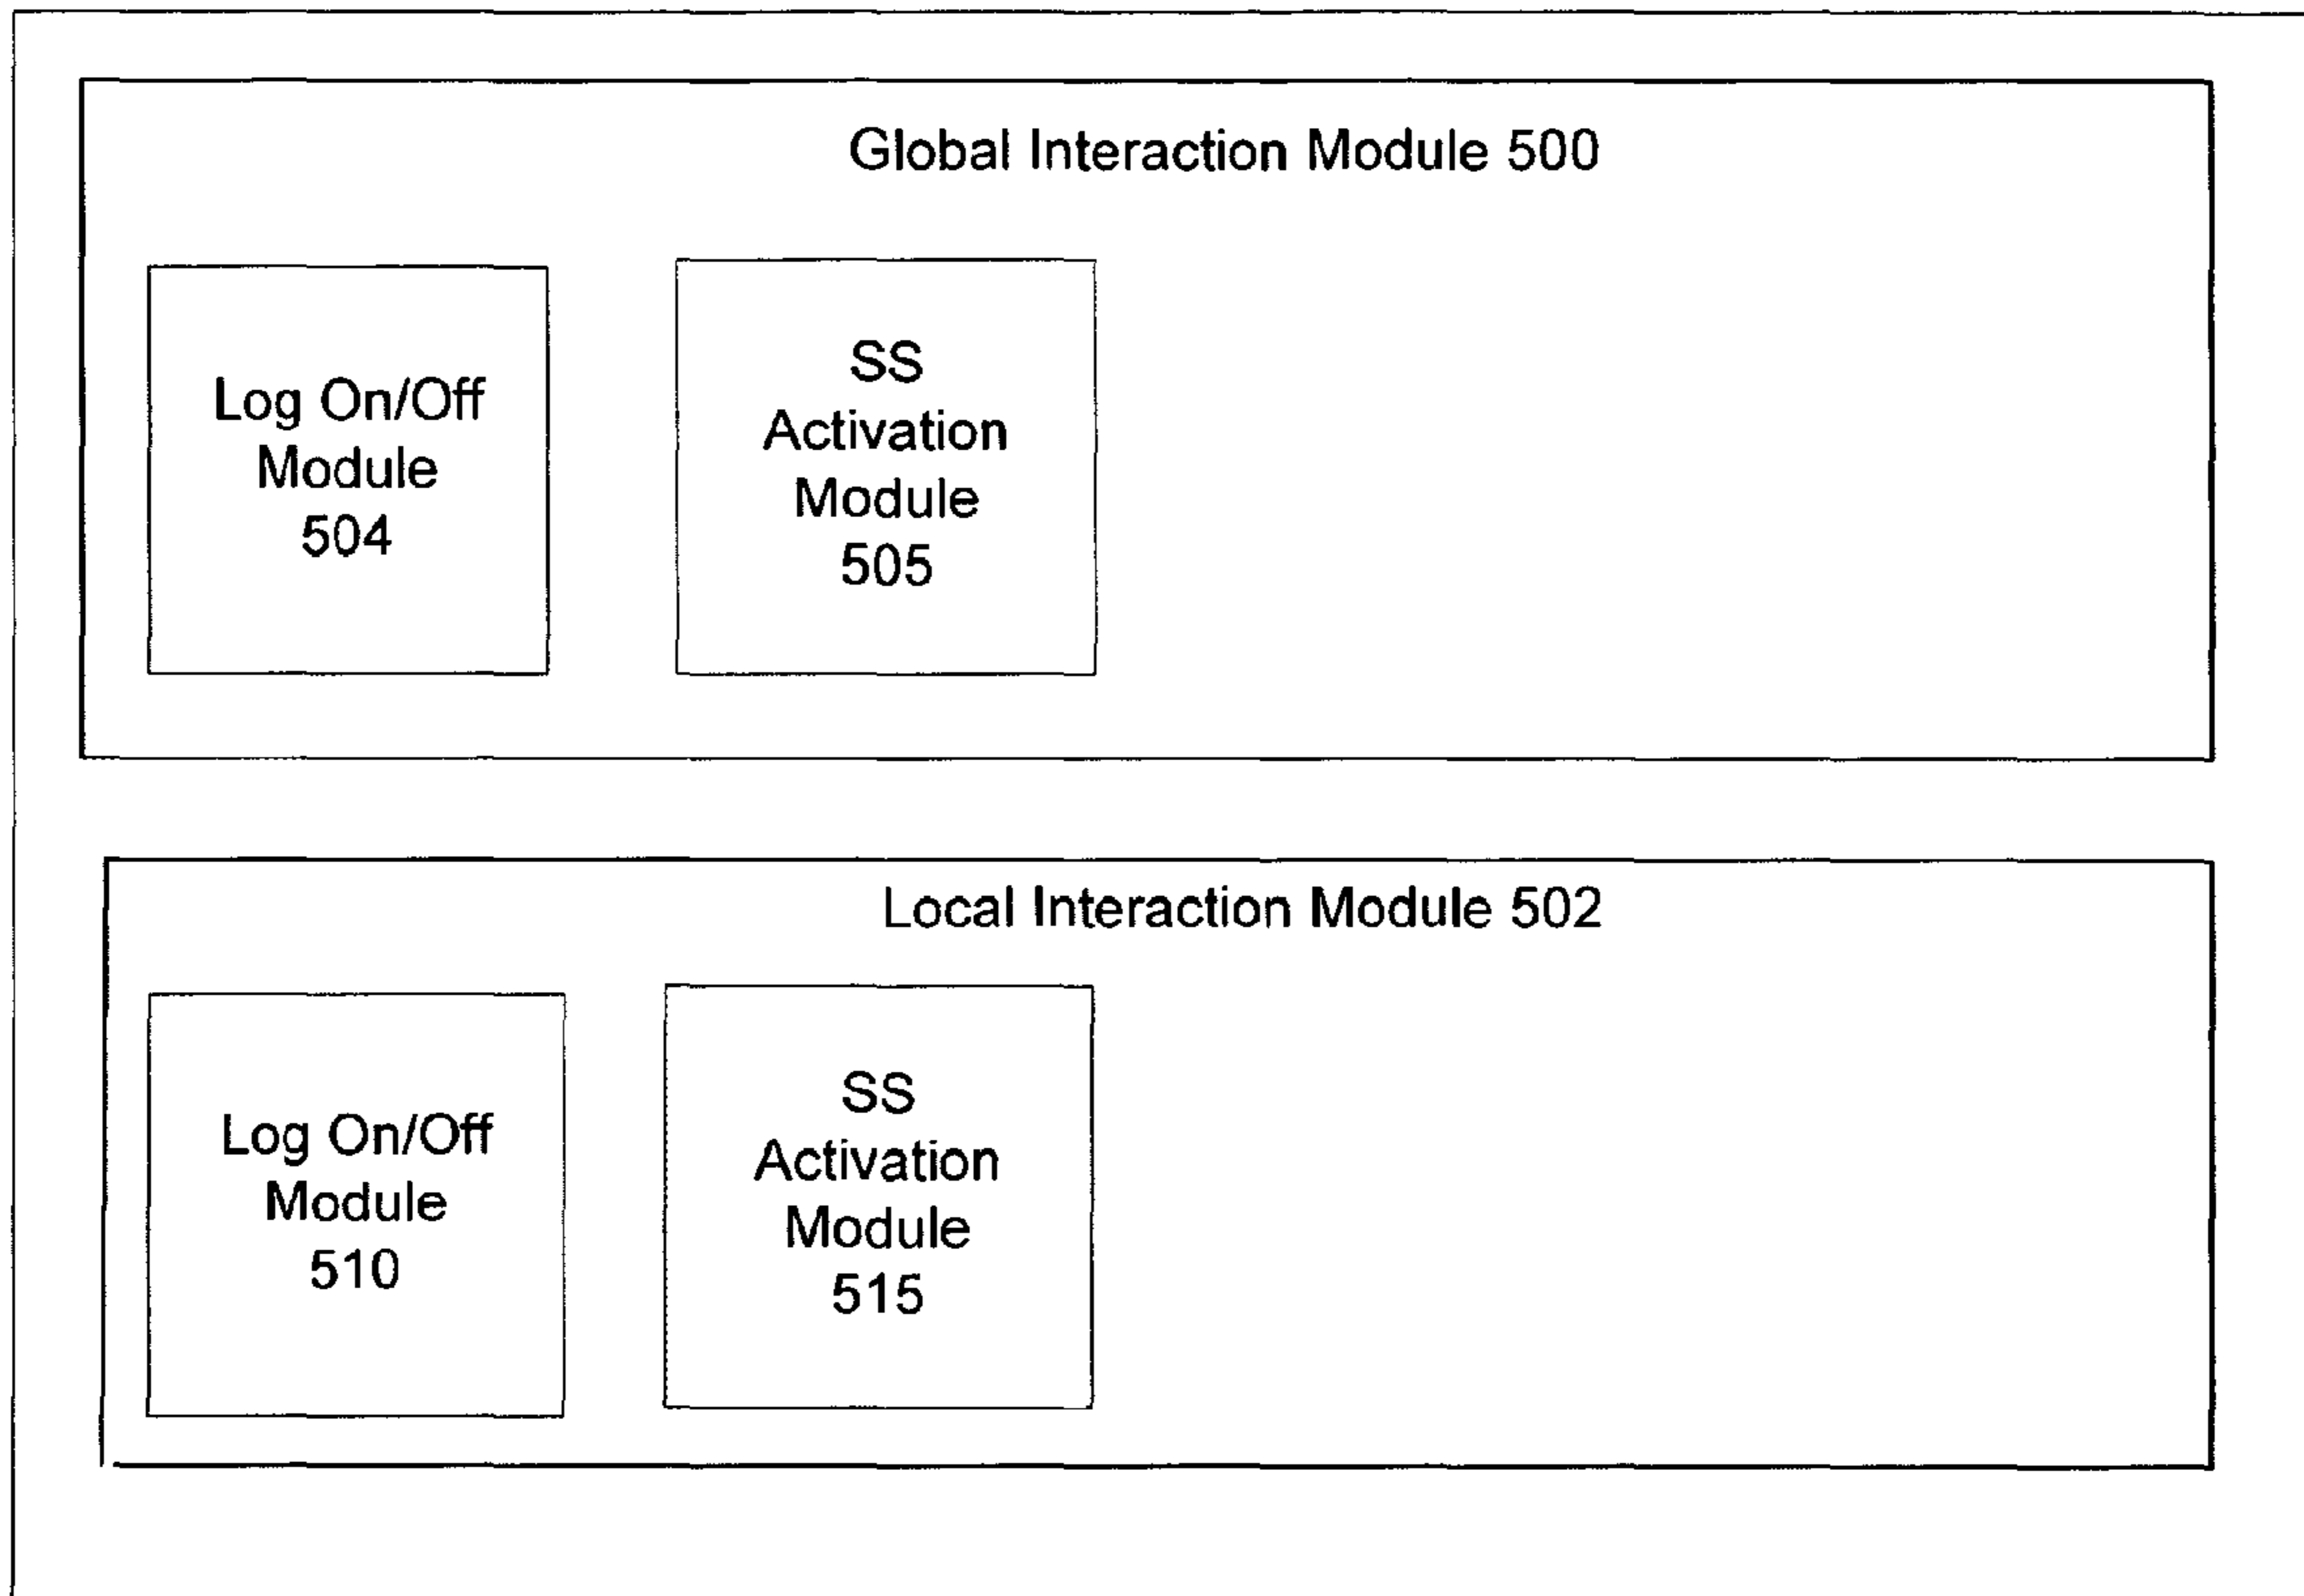 Global Interaction Module 500
Log On/Off
Module
504
SS
Activation
Module
505
Local Interaction Module 502
Log On/Off
Module
510
SS
Activation
Module
515